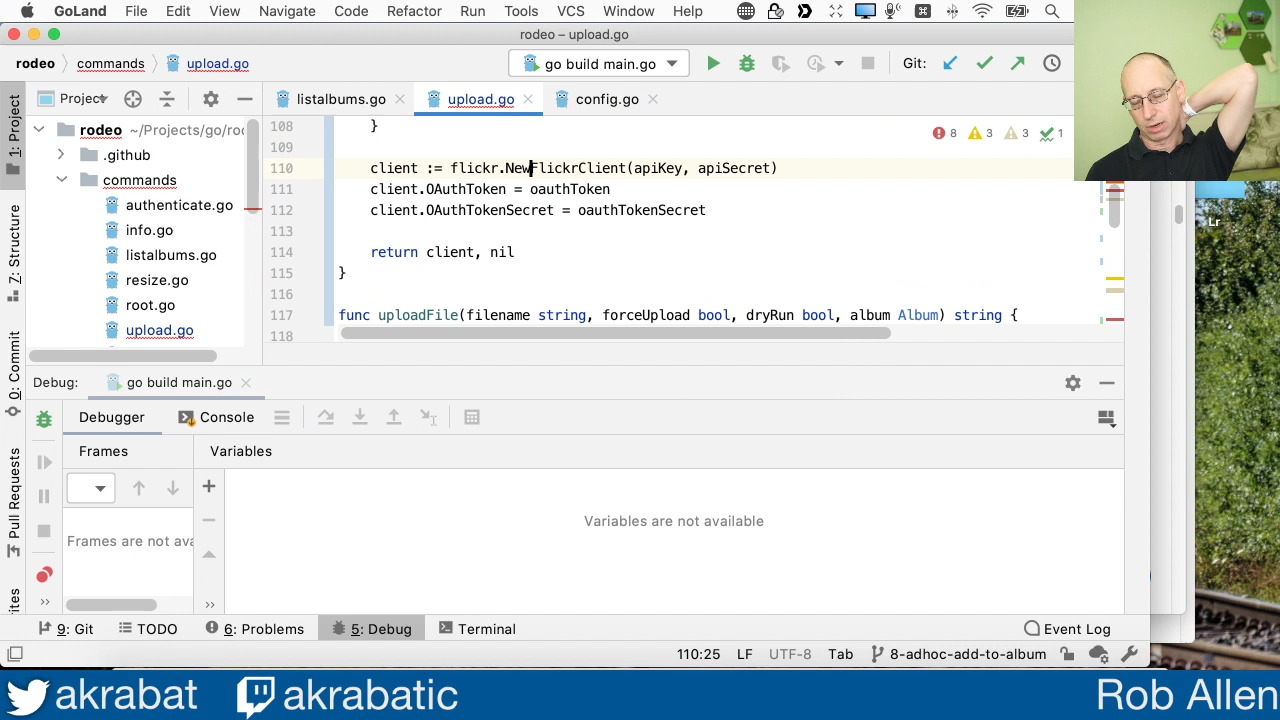 GoLand File Edit View Navigate Code Refactor Run Tools VCS Window Help
rodeo – upload.go
rodeo commands upload.go go build main.go Git:
Project listalbums.go upload.go config.go
1: Project
7: Structure
0: Commit
Pull Requests
rodeo ~/Projects/go/
.github
commands
authenticate.go
info.go
listalbums.go
resize.go
root.go
upload.go
8 3 3 1
108 }
109
110 client := flickr.NewFlickrClient(apiKey, apiSecret)
111 client.OAuthToken = oauthToken
112 client.OAuthTokenSecret = oauthTokenSecret
113
114 return client, nil
115 }
116
117 func uploadFile(filename string, forceUpload bool, dryRun bool, album Album) string {
118
Lr
Debug: go build main.go
Debugger Console
Frames Variables
Frames are not ava
Variables are not available
9: Git TODO 6: Problems 5: Debug Terminal Event Log
110:25 LF UTF-8 Tab 8-adhoc-add-to-album
akrabat akrabatic Rob Allen